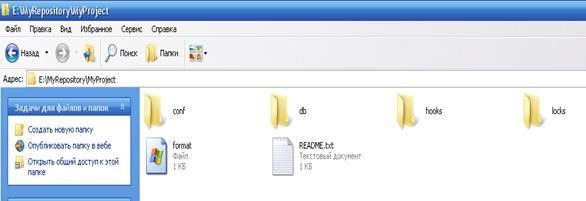 E:\MyRepository\MyProject
Файл Правка Вид Избранное Сервис Справка
Назад Поиск Папки
Адрес: E:\MyRepository\MyProject
Задачи для файлов и папок
Создать новую папку
Опубликовать папку в вебе
Открыть общий доступ к этой
папке
conf db hooks locks
format
Файл
1 КБ
README.txt
Текстовый документ
1 КБ